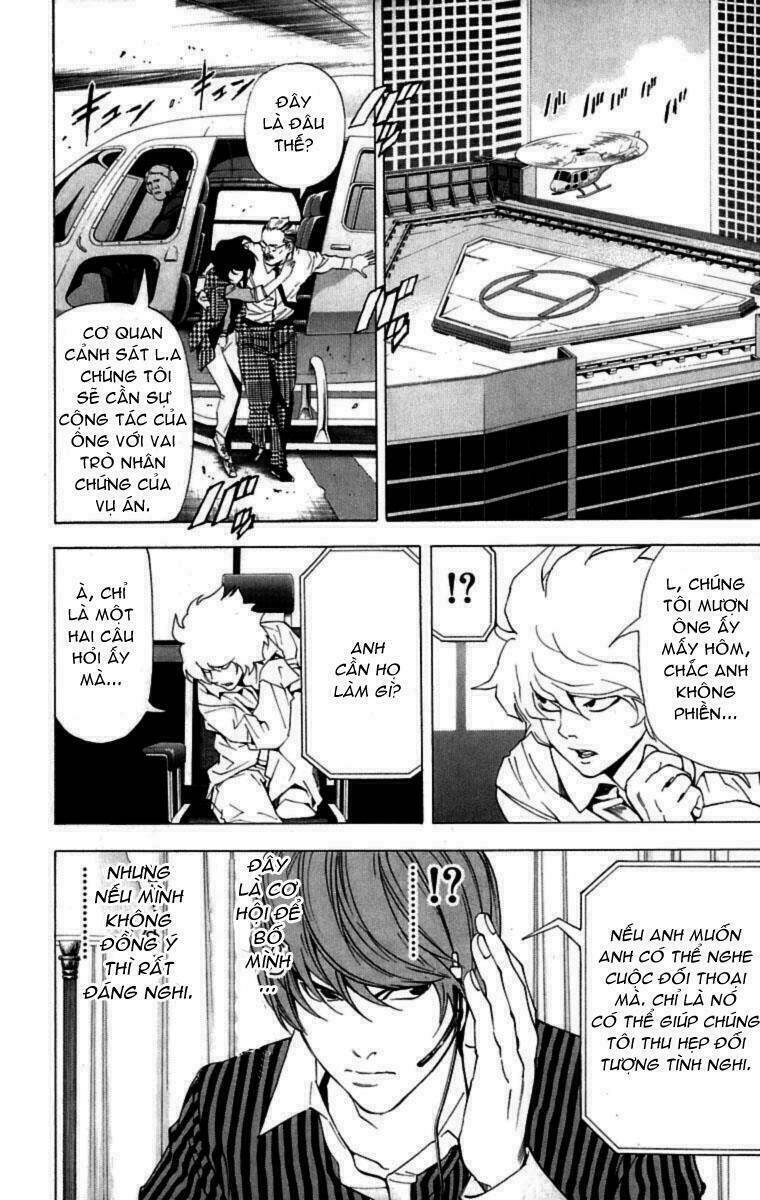 バババ
バババ
キュン
キュン
ĐÂY
LÀ ĐÂU
THẾ?
CƠ QUAN
CẢNH SÁT L.A
CHÚNG TÔI
SẼ CẦN SỰ
CỘNG TÁC CỦA
ÔNG VỚI VAI
TRÒ NHÂN
CHỨNG CỦA
VỤ ÁN.
L, CHÚNG
TÔI MƯỢN
ÔNG ẤY
MẤY HÔM,
CHẮC ANH
KHÔNG
PHIỀN...
!?
ANH
CẦN HỌ
LÀM GÌ?
À, CHỈ
LÀ MỘT
HAI CÂU
HỎI ẤY
MÀ...
NẾU ANH MUỐN
ANH CÓ THỂ NGHE
CUỘC ĐỐI THOẠI
MÀ. CHỈ LÀ NÓ
CÓ THỂ GIÚP CHÚNG
TÔI THU HẸP ĐỐI
TƯỢNG TÌNH NGHI.
!?
ĐÂY
LÀ CƠ
HỘI ĐỂ
BỐ
MÌNH
...
NHƯNG
NẾU MÌNH
KHÔNG
ĐỒNG Ý
THÌ RẤT
ĐÁNG NGHI.